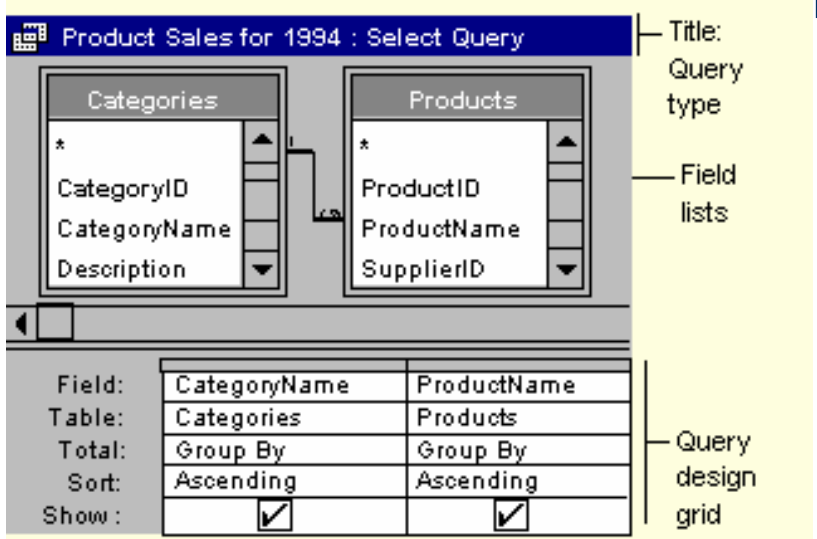 Product Sales for 1994 : Select Query
Title:
Query
type
Categories
*
CategoryID
CategoryName
Description
1
∞
Products
*
ProductID
ProductName
SupplierID
Field
lists
Field: CategoryName ProductName
Table: Categories Products
Total: Group By Group By
Sort: Ascending Ascending
Show :
Query
design
grid